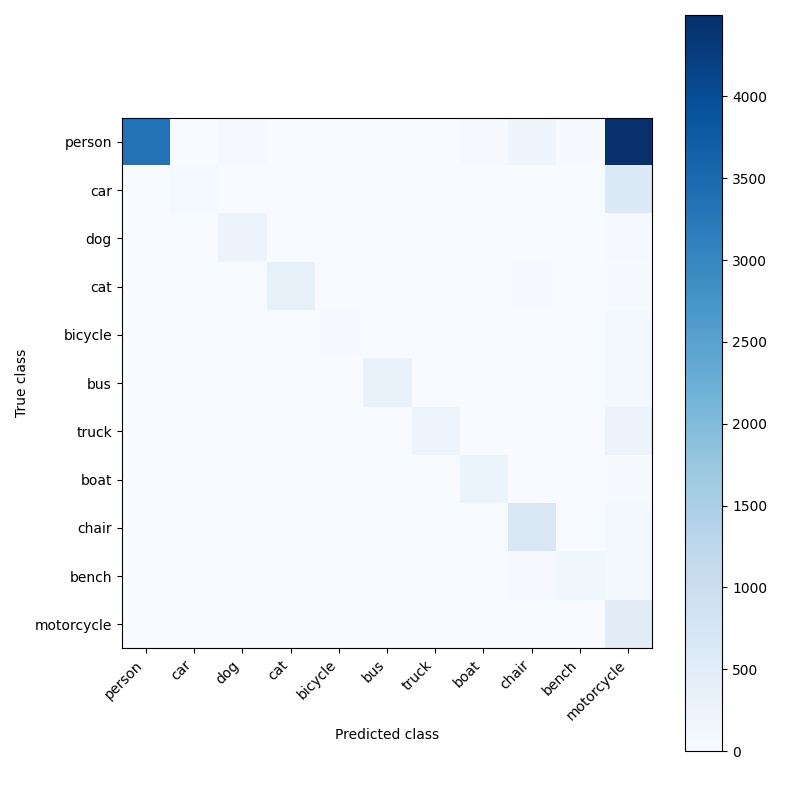 person
car
dog
cat
bicycle
bus
truck
boat
chair
bench
motorcycle
True class
person
car
dog
cat
bicycle
bus
truck
boat
chair
bench
motorcycle
Predicted class
4000
3500
3000
2500
2000
1500
1000
500
0